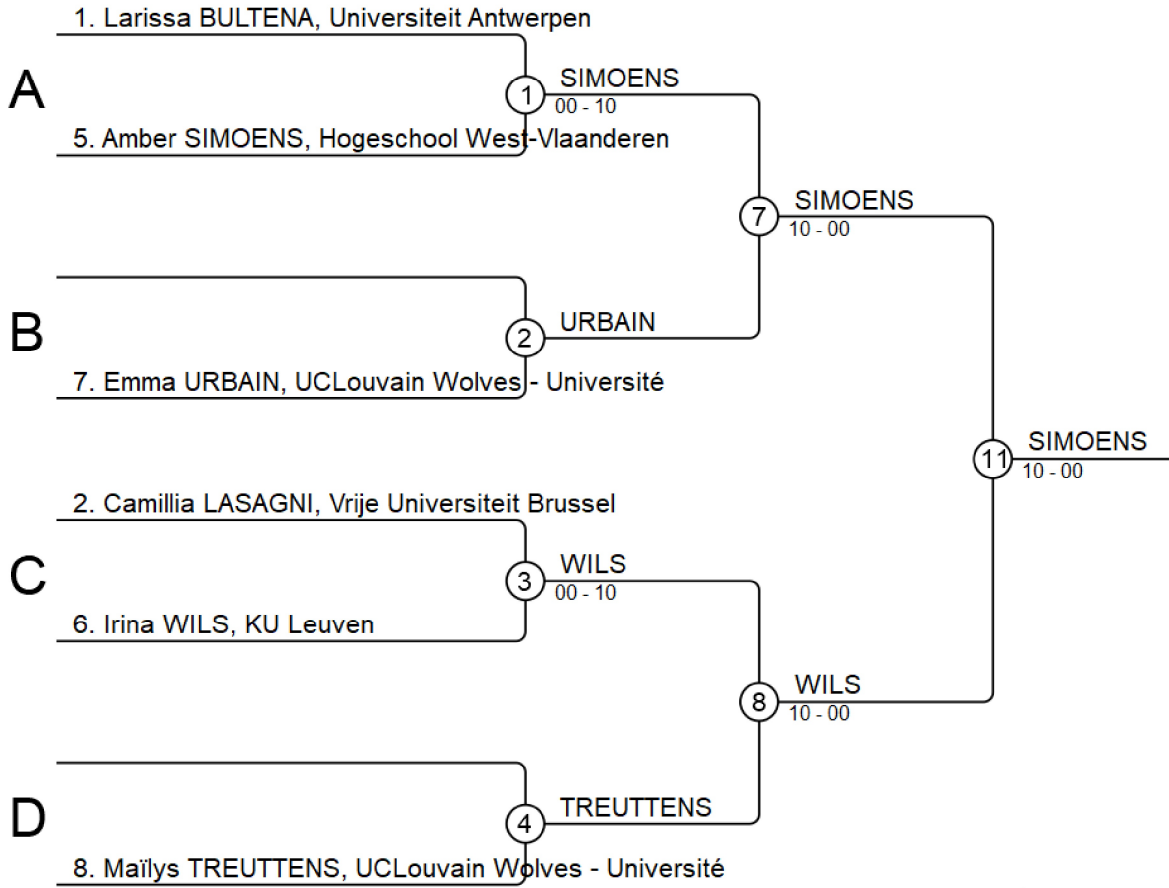 1. Larissa BULTENA, Universiteit Antwerpen
A
1
SIMOENS
00 - 10
5. Amber SIMOENS, Hogeschool West-Vlaanderen
7
SIMOENS
10 - 00
B
2
URBAIN
7. Emma URBAIN, UCLouvain Wolves - Université
11
SIMOENS
10 - 00
2. Camillia LASAGNI, Vrije Universiteit Brussel
C
3
WILS
00 - 10
6. Irina WILS, KU Leuven
8
WILS
10 - 00
D
4
TREUTTENS
8. Maïlys TREUTTENS, UCLouvain Wolves - Université